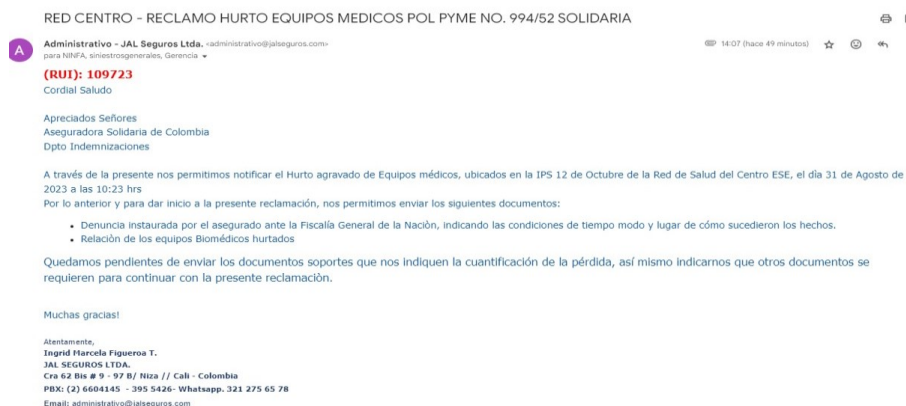 RED CENTRO - RECLAMO HURTO EQUIPOS MEDICOS POL PYME NO. 994/52 SOLIDARIA
A
Administrativo - JAL Seguros Ltda. <administrativo@jalseguros.com>
14:07 (hace 49 minutos)
para NINFA, siniestrosgenerales, Gerencia
(RUI): 109723
Cordial Saludo
Apreciados Señores
Aseguradora Solidaria de Colombia
Dpto Indemnizaciones
A través de la presente nos permitimos notificar el Hurto agravado de Equipos médicos, ubicados en la IPS 12 de Octubre de la Red de Salud del Centro ESE, el día 31 de Agosto de
2023 a las 10:23 hrs
Por lo anterior y para dar inicio a la presente reclamación, nos permitimos enviar los siguientes documentos:
• Denuncia instaurada por el asegurado ante la Fiscalía General de la Naciòn, indicando las condiciones de tiempo modo y lugar de cómo sucedieron los hechos.
• Relaciòn de los equipos Biomédicos hurtados
Quedamos pendientes de enviar los documentos soportes que nos indiquen la cuantificación de la pérdida, así mismo indicarnos que otros documentos se
requieren para continuar con la presente reclamaciòn.
Muchas gracias!
Atentamente,
Ingrid Marcela Figueroa T.
JAL SEGUROS LTDA.
Cra 62 Bis # 9 - 97 B/ Niza // Cali - Colombia
PBX: (2) 6604145 - 395 5426- Whatsapp. 321 275 65 78
Email: administrativo@jalseguros.com